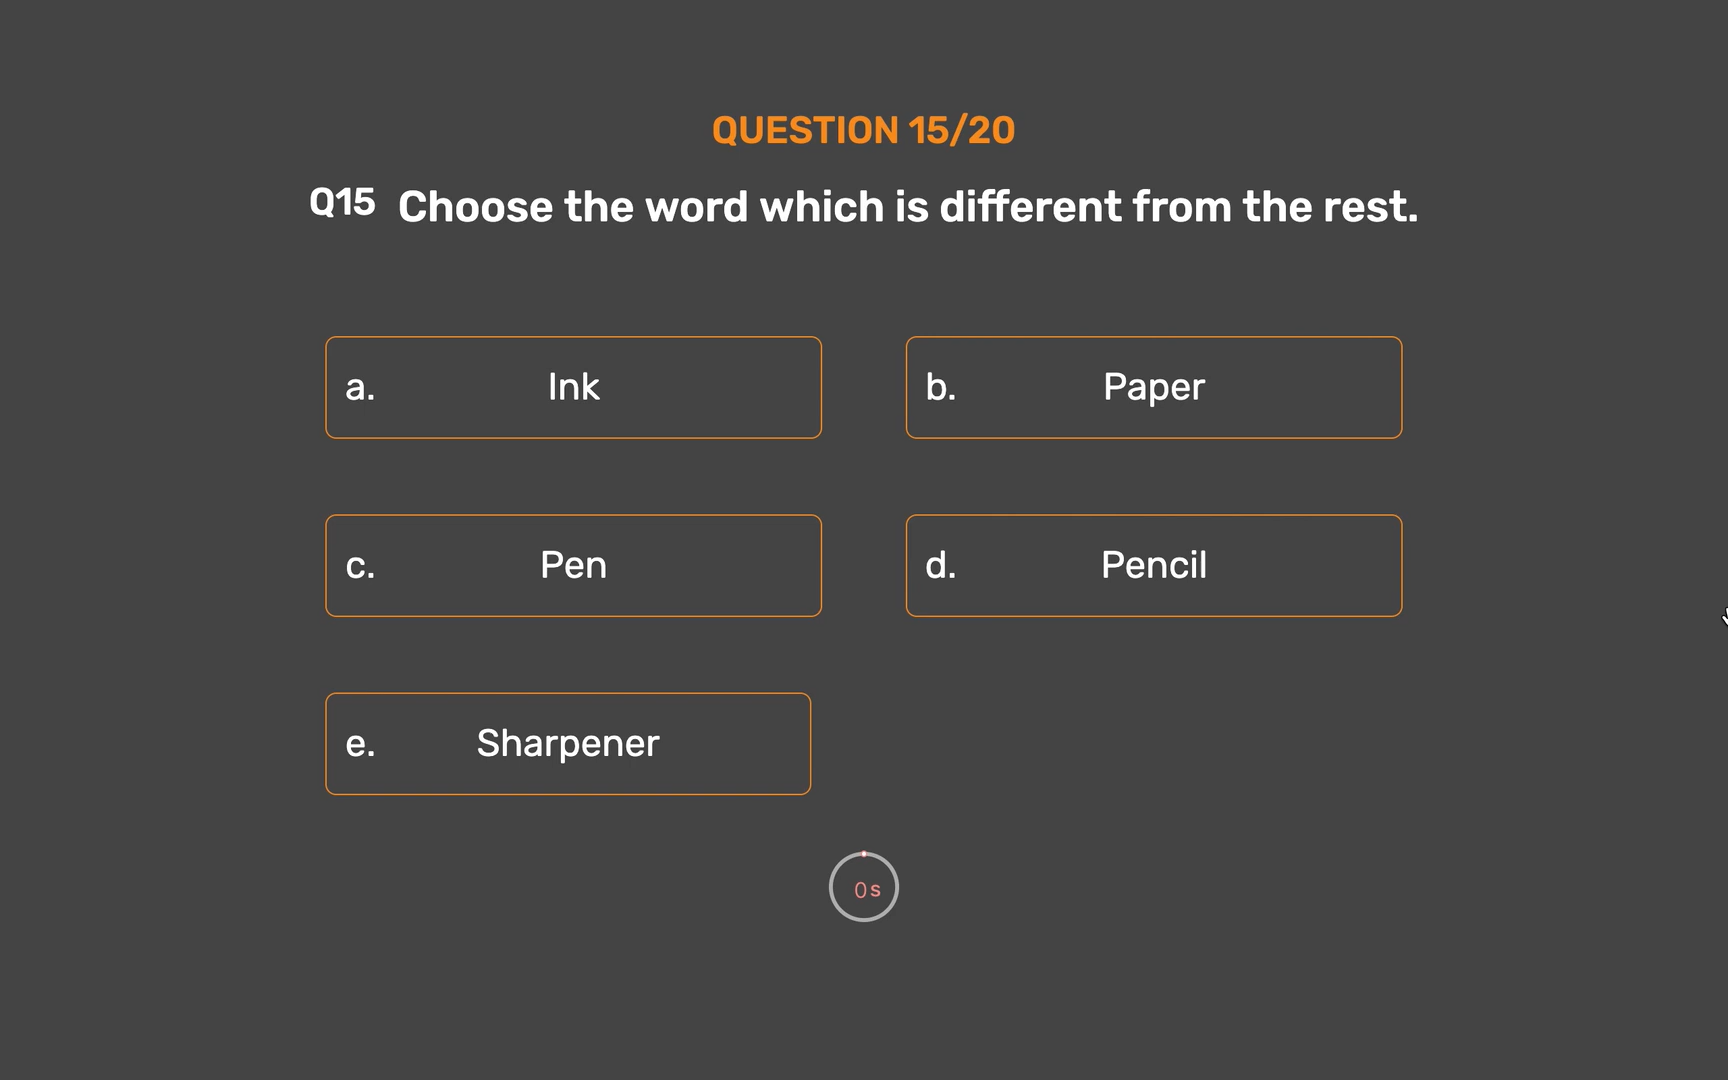 QUESTION 15/20
Q15 Choose the word which is different from the rest.
a. Ink
b. Paper
c. Pen
d. Pencil
e. Sharpener
0s